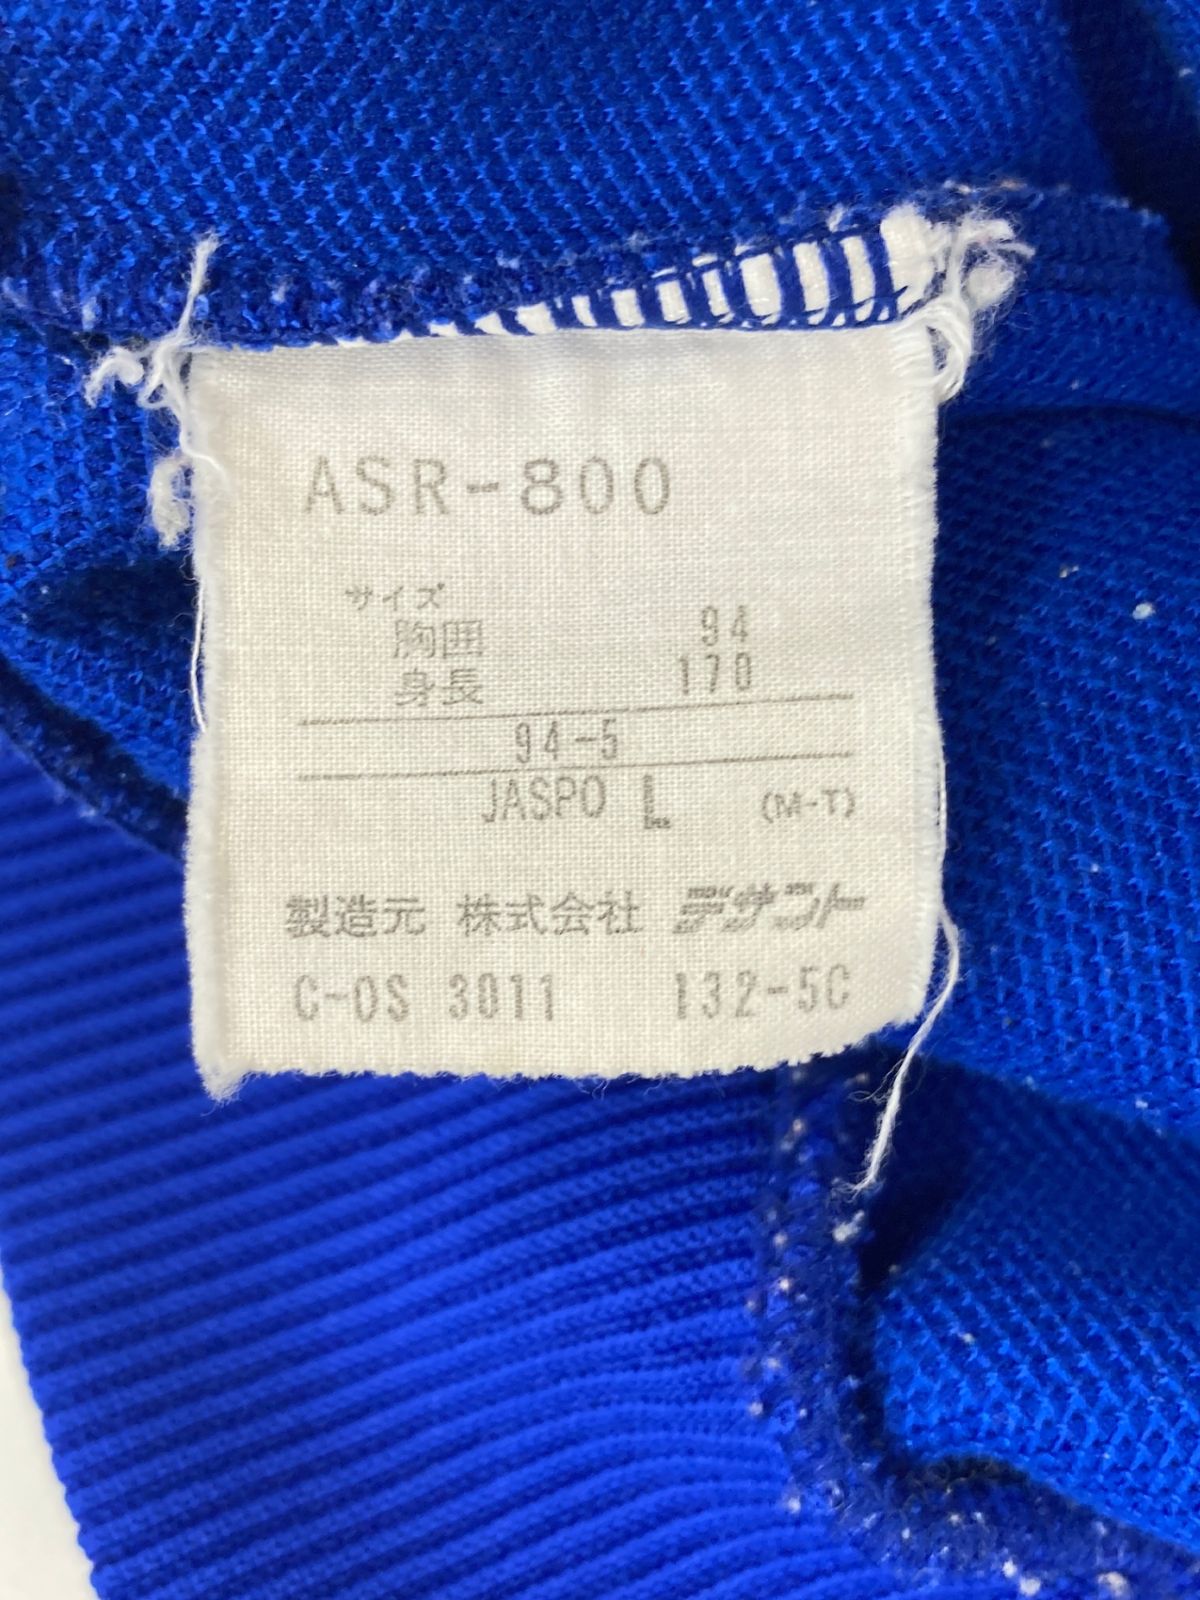 ASR-800
サイズ
胸囲 94
身長 170
94-5
JASPO L (M-T)
製造元 株式会社 デサント
C-OS 3011 132-5C